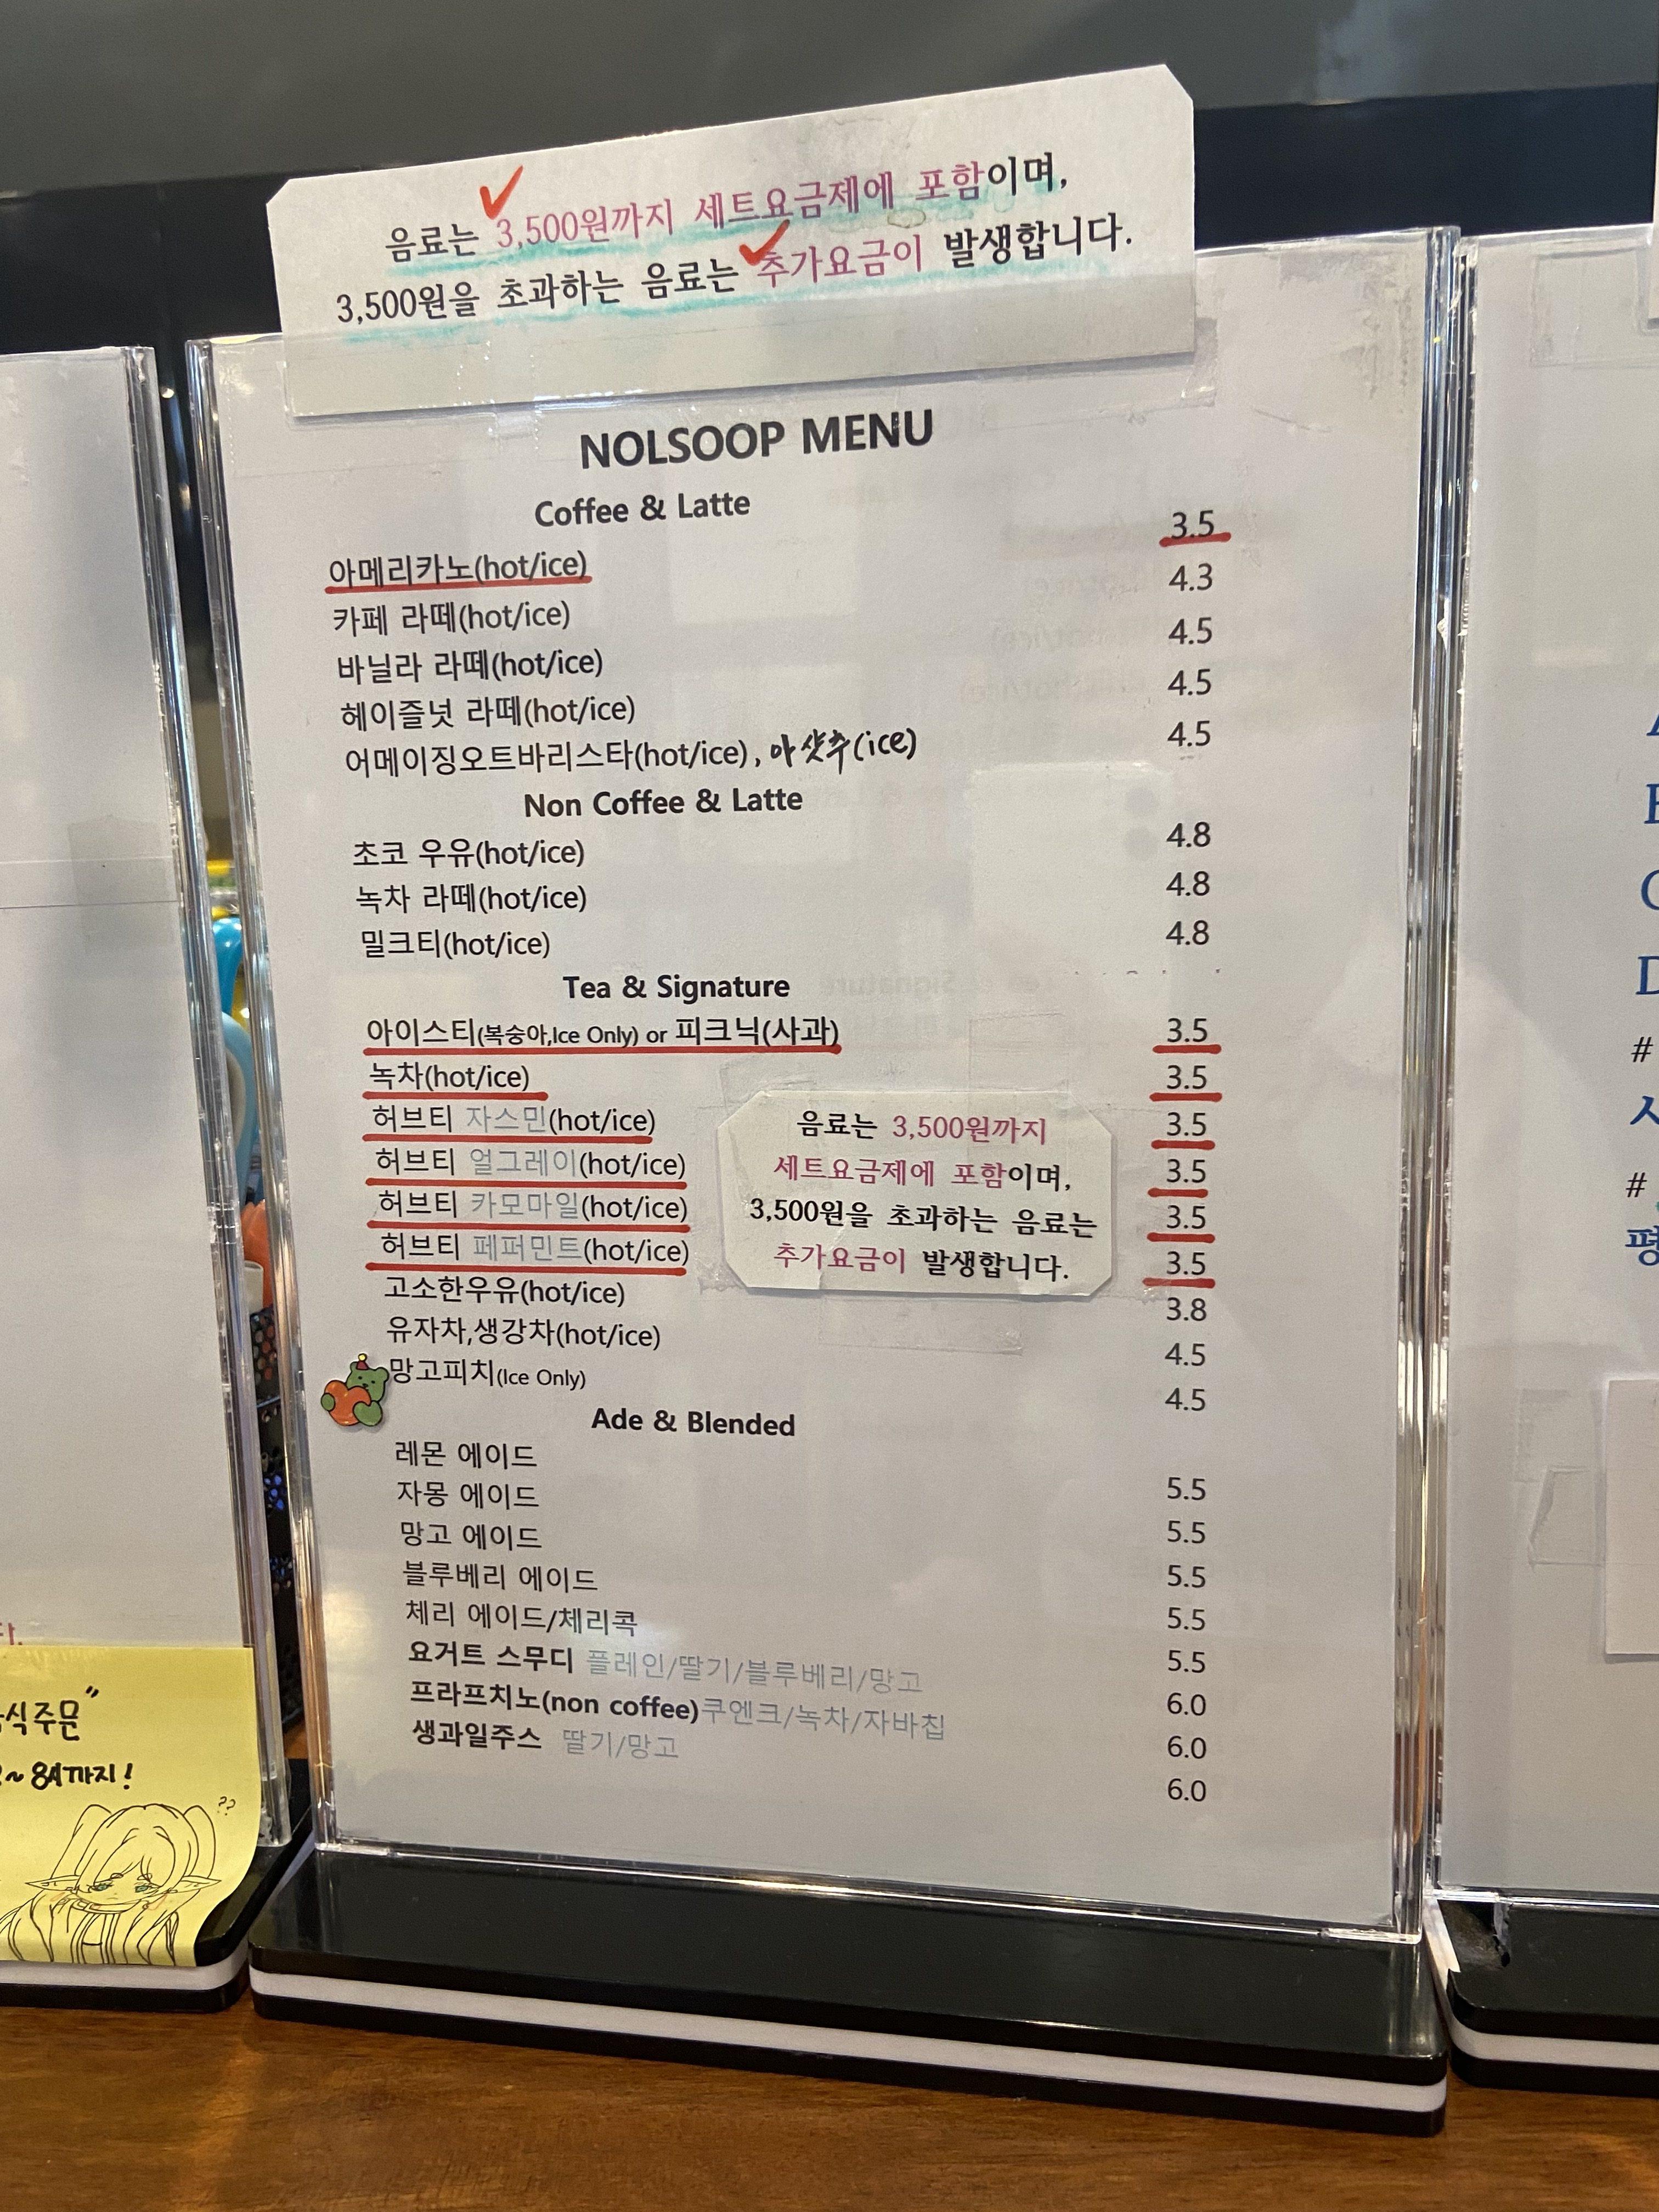 음료는 3,500원까지 세트요금제에 포함이며,
3,500원을 초과하는 음료는 추가요금이 발생합니다.
NOLSOOP MENU
Coffee & Latte
아메리카노(hot/ice) 3.5
카페 라떼(hot/ice) 4.3
바닐라 라떼(hot/ice) 4.5
헤이즐넛 라떼(hot/ice) 4.5
어메이징오트바리스타(hot/ice), 아샷추(ice) 4.5
Non Coffee & Latte
초코 우유(hot/ice) 4.8
녹차 라떼(hot/ice) 4.8
밀크티(hot/ice) 4.8
Tea & Signature
아이스티(복숭아,Ice Only) or 피크닉(사과) 3.5
녹차(hot/ice) 3.5
허브티 자스민(hot/ice) 3.5
허브티 얼그레이(hot/ice) 3.5
허브티 카모마일(hot/ice) 3.5
허브티 페퍼민트(hot/ice) 3.5
고소한우유(hot/ice) 3.8
유자차,생강차(hot/ice) 4.5
망고피치(Ice Only) 4.5
음료는 3,500원까지
세트요금제에 포함이며,
3,500원을 초과하는 음료는
추가요금이 발생합니다.
Ade & Blended
레몬 에이드 5.5
자몽 에이드 5.5
망고 에이드 5.5
블루베리 에이드 5.5
체리 에이드/체리콕 5.5
요거트 스무디 플레인/딸기/블루베리/망고 6.0
프라프치노(non coffee)쿠엔크/녹차/자바칩 6.0
생과일주스 딸기/망고 6.0
식주문"
~8시까지!
??